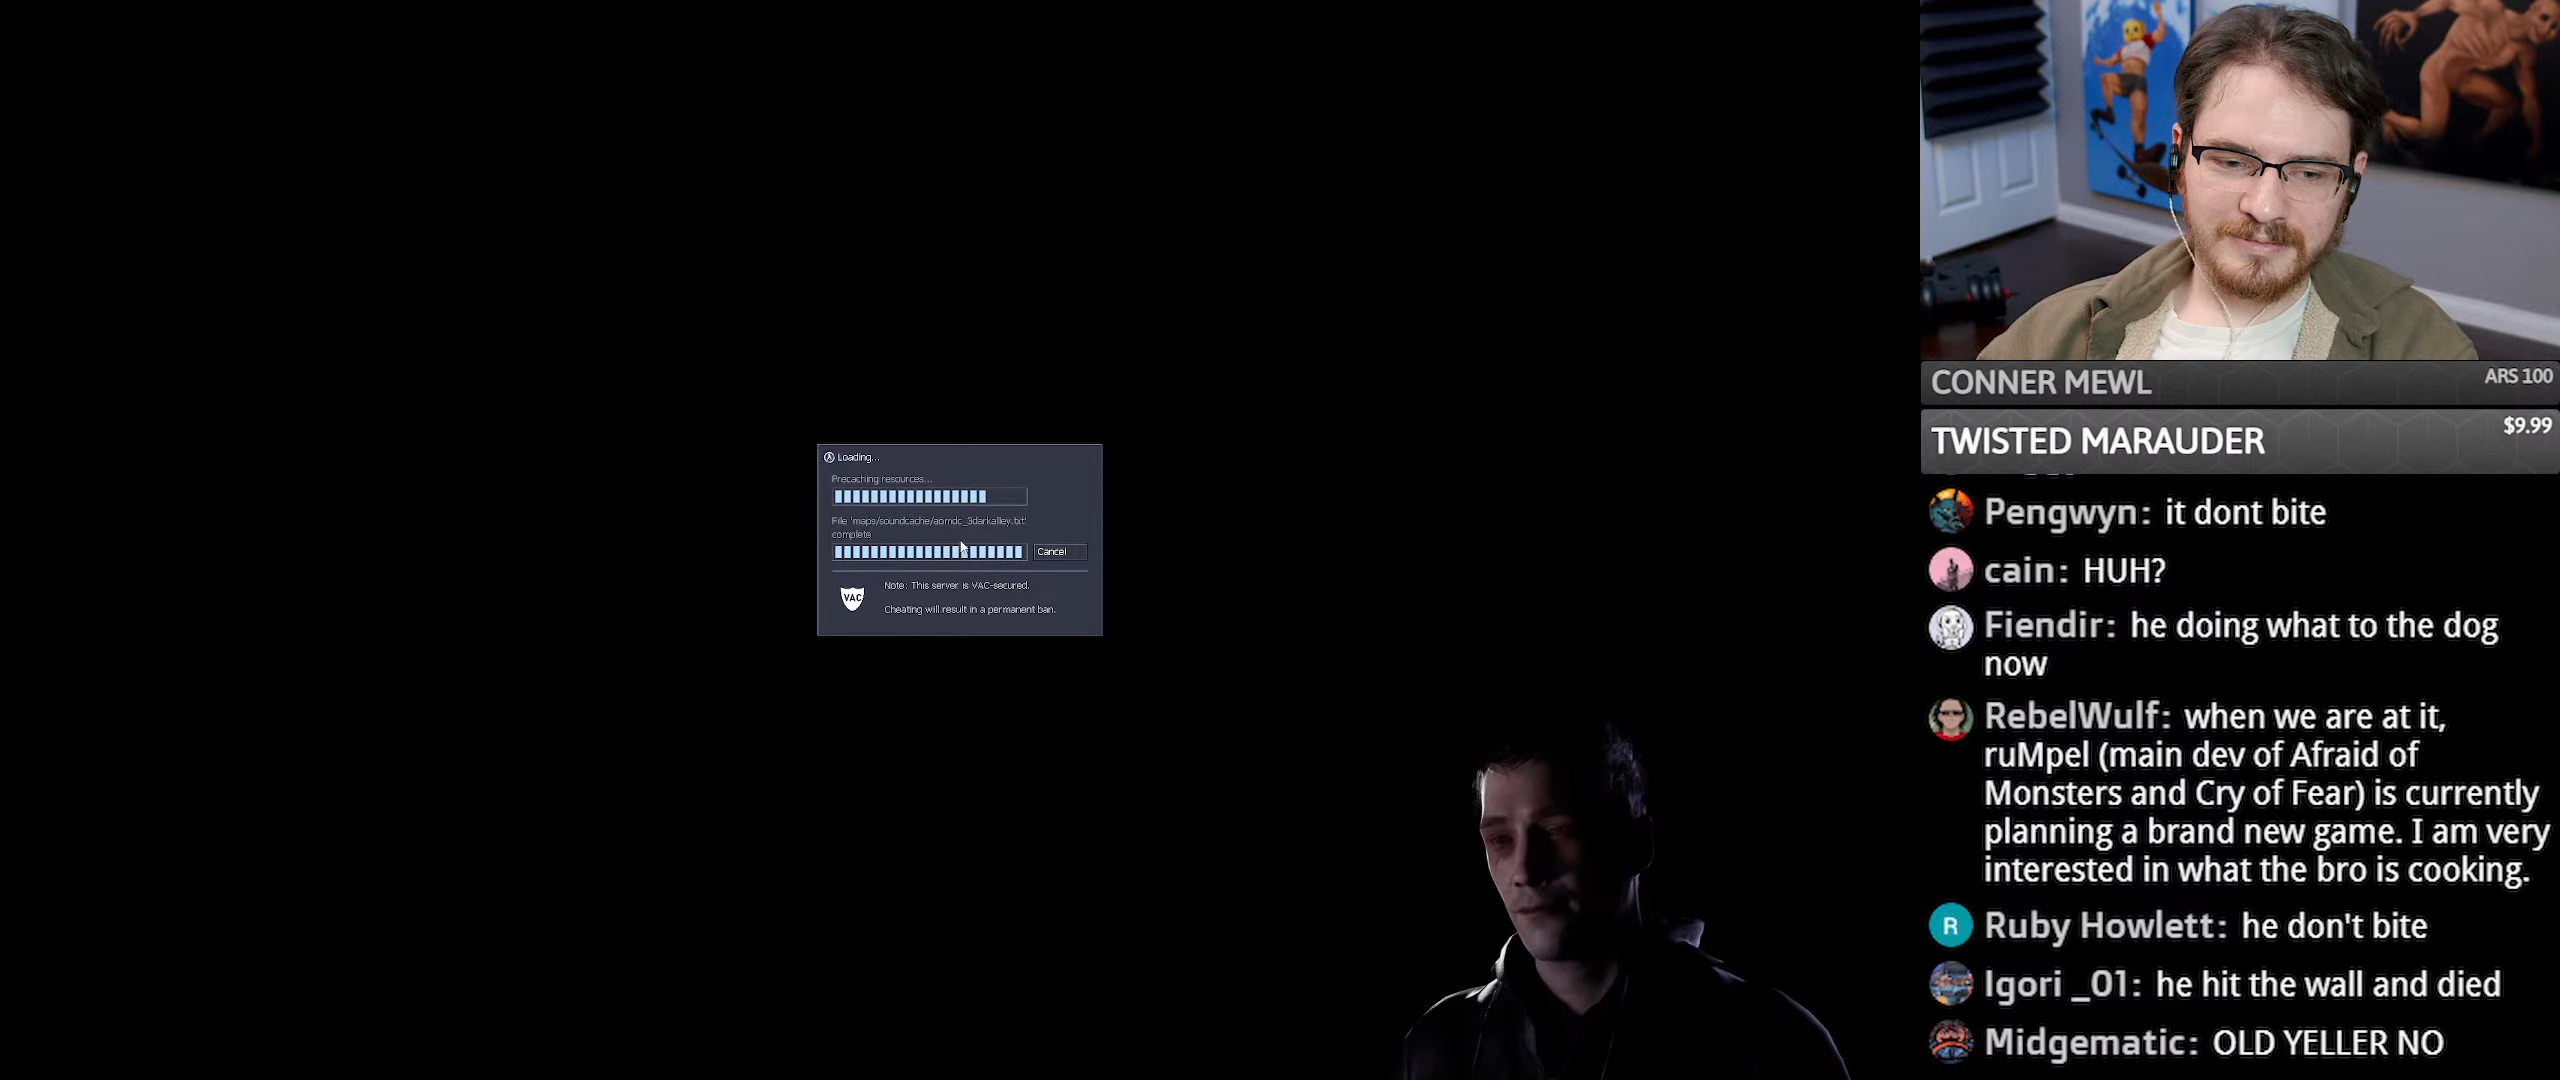 Loading...
Precaching resources...
File 'maps/soundcache/aomdc_3darkalley.txt'
complete
Cancel
VAC
Note: This server is VAC-secured.
Cheating will result in a permanent ban.
CONNER MEWL
ARS 100
TWISTED MARAUDER
$9.99
Pengwyn: it dont bite
cain: HUH?
Fiendir: he doing what to the dog
now
RebelWulf: when we are at it,
ruMpel (main dev of Afraid of
Monsters and Cry of Fear) is currently
planning a brand new game. I am very
interested in what the bro is cooking.
R
Ruby Howlett: he don't bite
Igori _01: he hit the wall and died
Midgematic: OLD YELLER NO